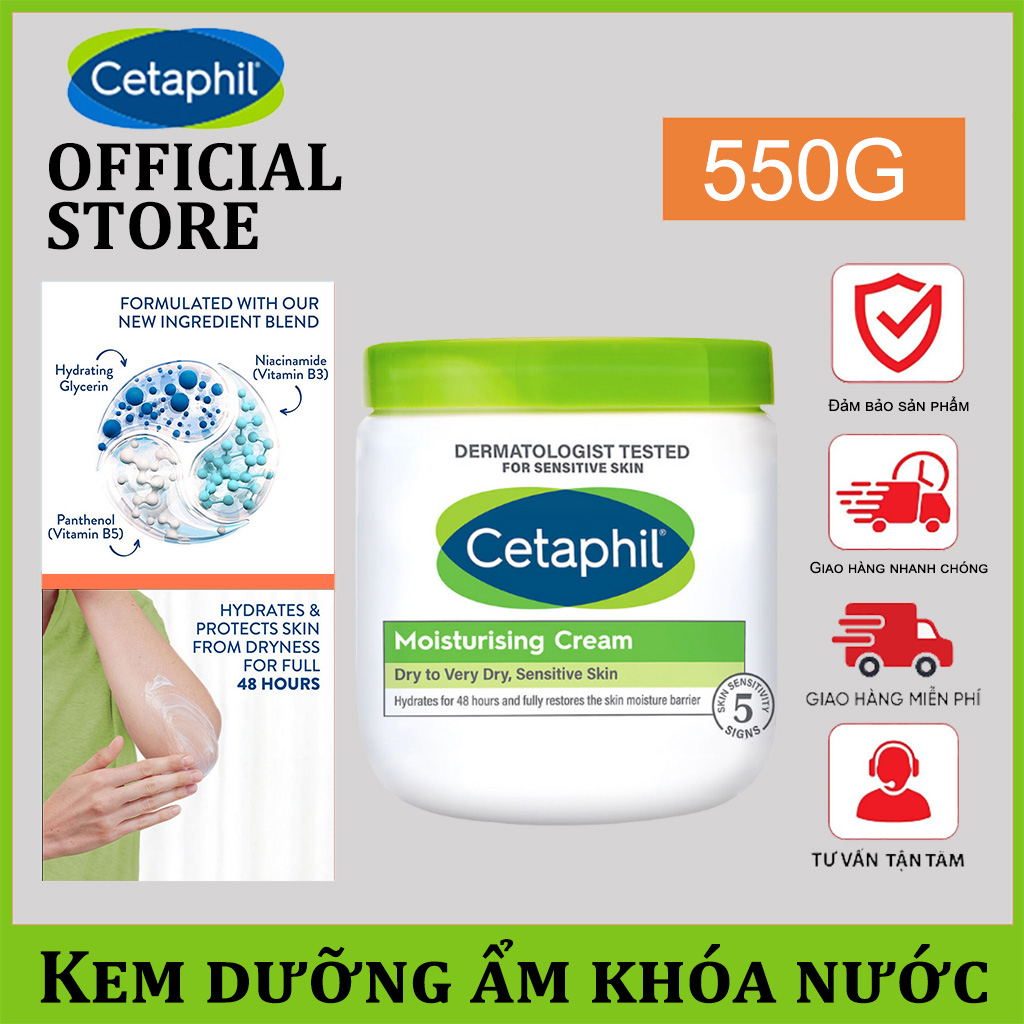 Cetaphil®
OFFICIAL
STORE
550G
FORMULATED WITH OUR
NEW INGREDIENT BLEND
Hydrating
Glycerin
Niacinamide
(Vitamin B3)
Panthenol
(Vitamin B5)
HYDRATES &
PROTECTS SKIN
FROM DRYNESS
FOR FULL
48 HOURS
DERMATOLOGIST TESTED
FOR SENSITIVE SKIN
Cetaphil®
Moisturising Cream
Dry to Very Dry, Sensitive Skin
Hydrates for 48 hours and fully restores the skin moisture barrier
SKIN SENSITIVITY
5
SIGNS
ĐẢM BẢO SẢN PHẨM
GIAO HÀNG NHANH CHÓNG
GIAO HÀNG MIỄN PHÍ
TƯ VẤN TẬN TÂM
KEM DƯỠNG ẨM KHÓA NƯỚC